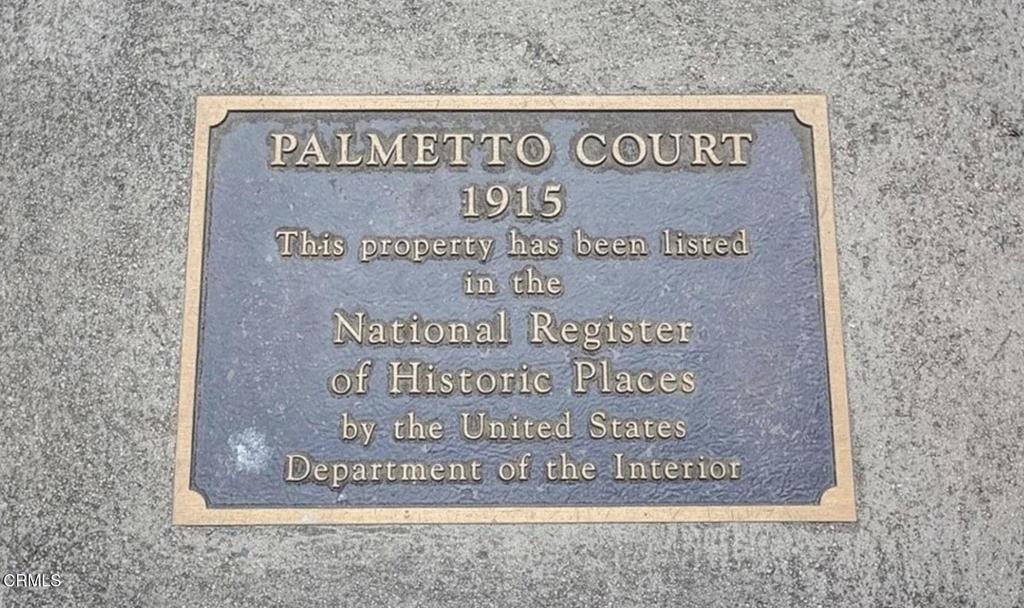 PALMETTO COURT
1915
This property has been listed
in the
National Register
of Historic Places
by the United States
Department of the Interior
CRMLS